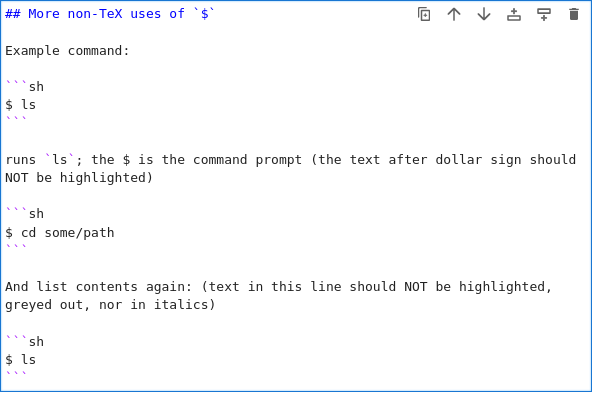 ## More non-TeX uses of `$`
Example command:
```sh
$ ls
```
runs `ls`; the $ is the command prompt (the text after dollar sign should
NOT be highlighted)
```sh
$ cd some/path
```
And list contents again: (text in this line should NOT be highlighted,
greyed out, nor in italics)
```sh
$ ls
```